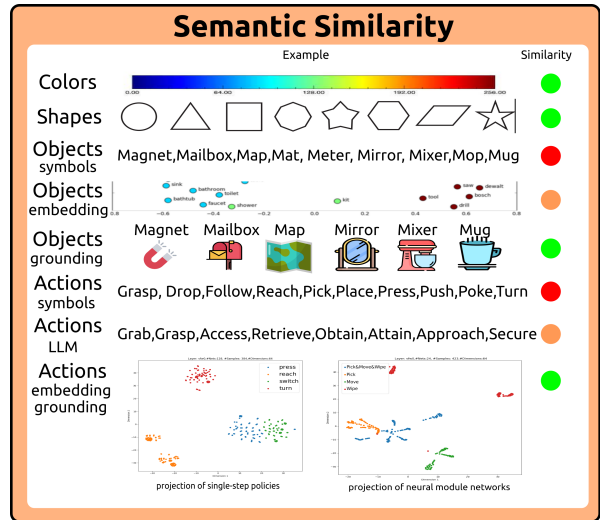 Semantic Similarity
Example
Similarity
Colors
0.00 64.00 128.00 192.00 256.00
Shapes
Objects
symbols
Magnet,Mailbox,Map,Mat, Meter, Mirror, Mixer,Mop,Mug
Objects
embedding
sink
bathroom
toilet
bathtub
faucet
shower
kit
tool
saw
dewalt
bosch
drill
-0.8 -0.6 -0.4 -0.2 0.0 0.2 0.4 0.6 0.8
Objects
grounding
Magnet Mailbox Map Mirror Mixer Mug
Actions
symbols
Grasp, Drop,Follow,Reach,Pick,Place,Press,Push,Poke,Turn
Actions
LLM
Grab,Grasp,Access,Retrieve,Obtain,Attain,Approach,Secure
Actions
embedding
grounding
press
reach
switch
turn
projection of single-step policies
Pick&Move&Wipe
Pick
Move
Wipe
projection of neural module networks